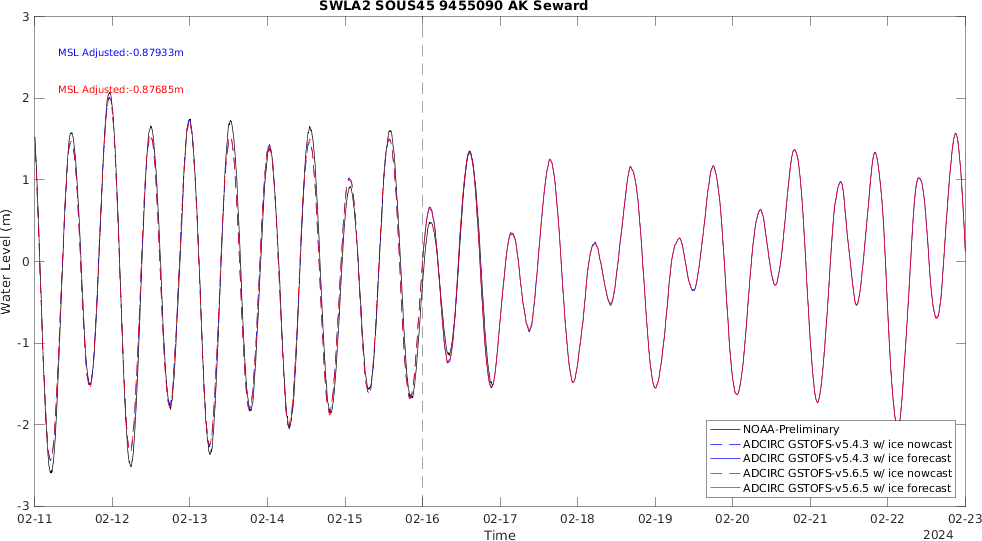 SWLA2 SOUS45 9455090 AK Seward
MSL Adjusted:-0.87933m
MSL Adjusted:-0.87685m
Water Level (m)
3
2
1
0
-1
-2
-3
NOAA-Preliminary
ADCIRC GSTOFS-v5.4.3 w/ ice nowcast
ADCIRC GSTOFS-v5.4.3 w/ ice forecast
ADCIRC GSTOFS-v5.6.5 w/ ice nowcast
ADCIRC GSTOFS-v5.6.5 w/ ice forecast
02-11 02-12 02-13 02-14 02-15 02-16 02-17 02-18 02-19 02-20 02-21 02-22 02-23
Time
2024